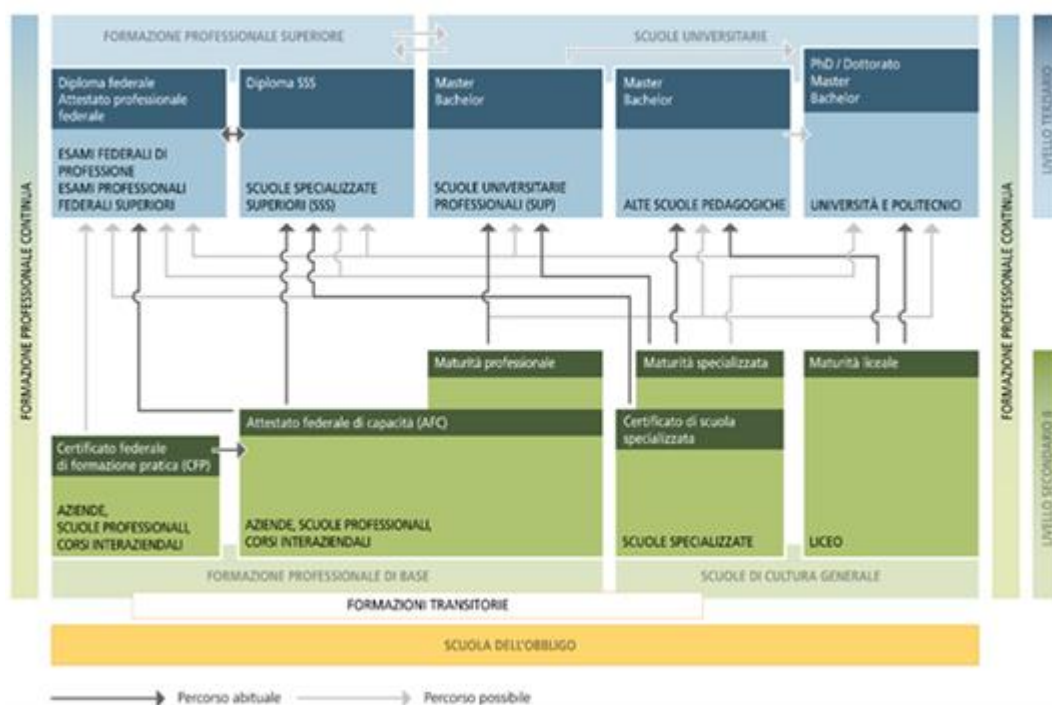 FORMAZIONE PROFESSIONALE SUPERIORE
SCUOLE UNIVERSITARIE
Diploma federale
Attestato professionale
federale
ESAMI FEDERALI DI
PROFESSIONE
ESAMI PROFESSIONALI
FEDERALI SUPERIORI
Diploma SSS
SCUOLE SPECIALIZZATE
SUPERIORI (SSS)
Master
Bachelor
SCUOLE UNIVERSITARIE
PROFESSIONALI (SUP)
Master
Bachelor
ALTE SCUOLE PEDAGOGICHE
PhD / Dottorato
Master
Bachelor
UNIVERSITÀ E POLITECNICI
FORMAZIONE PROFESSIONALE CONTINUA
FORMAZIONE PROFESSIONALE CONTINUA
LIVELLO TERZIARIO
LIVELLO SECONDARIO II
Maturità professionale
Maturità specializzata
Maturità liceale
Attestato federale di capacità (AFC)
Certificato di scuola
specializzata
Certificato federale
di formazione pratica (CFP)
AZIENDE,
SCUOLE PROFESSIONALI,
CORSI INTERAZIENDALI
AZIENDE, SCUOLE PROFESSIONALI,
CORSI INTERAZIENDALI
SCUOLE SPECIALIZZATE
LICEO
FORMAZIONE PROFESSIONALE DI BASE
SCUOLE DI CULTURA GENERALE
FORMAZIONI TRANSITORIE
SCUOLA DELL'OBBLIGO
Percorso abituale
Percorso possibile